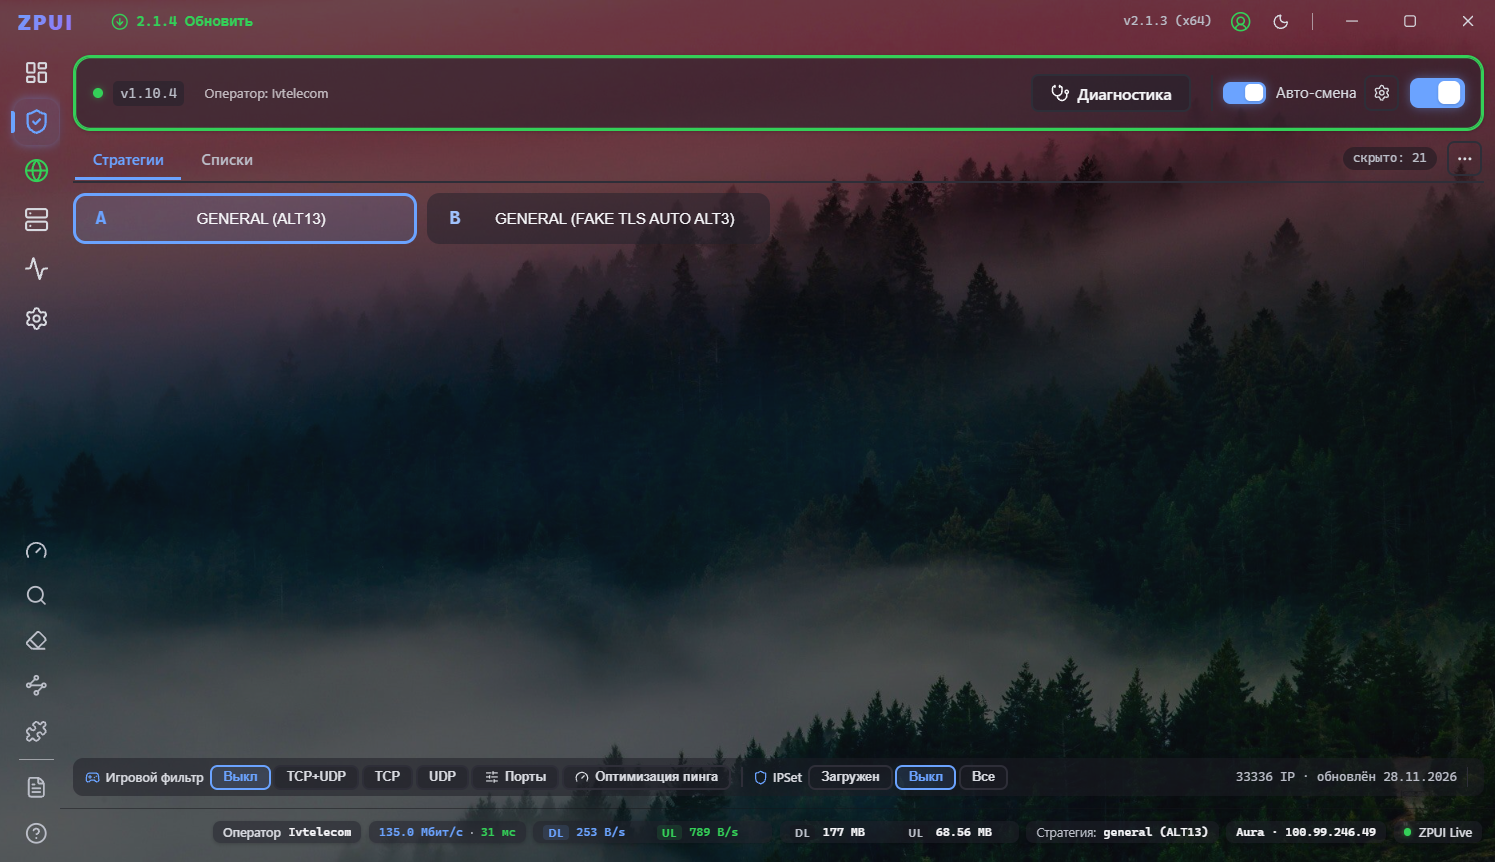 ZPUI 2.1.4 Обновить v2.1.3 (x64)
v1.10.4 Оператор: Ivtelecom Диагностика Авто-смена
Стратегии Списки скрыто: 21
A GENERAL (ALT13) B GENERAL (FAKE TLS AUTO ALT3)
Игровой фильтр Выкл TCP+UDP TCP UDP Порты Оптимизация пинга IPSet Загружен Выкл Все 33336 IP · обновлён 28.11.2026
Оператор Ivtelecom 135.0 Мбит/с · 31 мс DL 253 B/s UL 789 B/s DL 177 MB UL 68.56 MB Стратегия: general (ALT13) Aura · 100.99.246.49 ZPUI Live